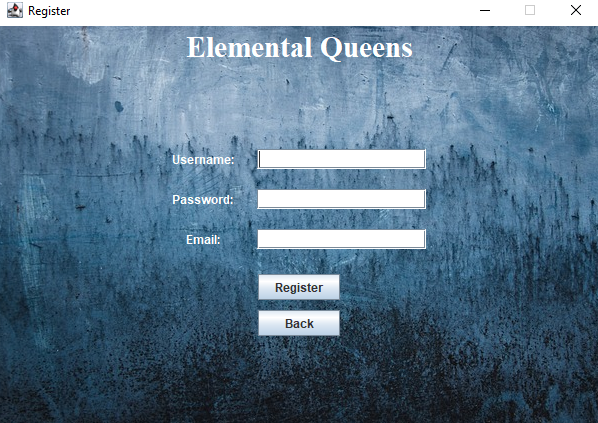 Register
Elemental Queens
Username:
Password:
Email:
Register
Back